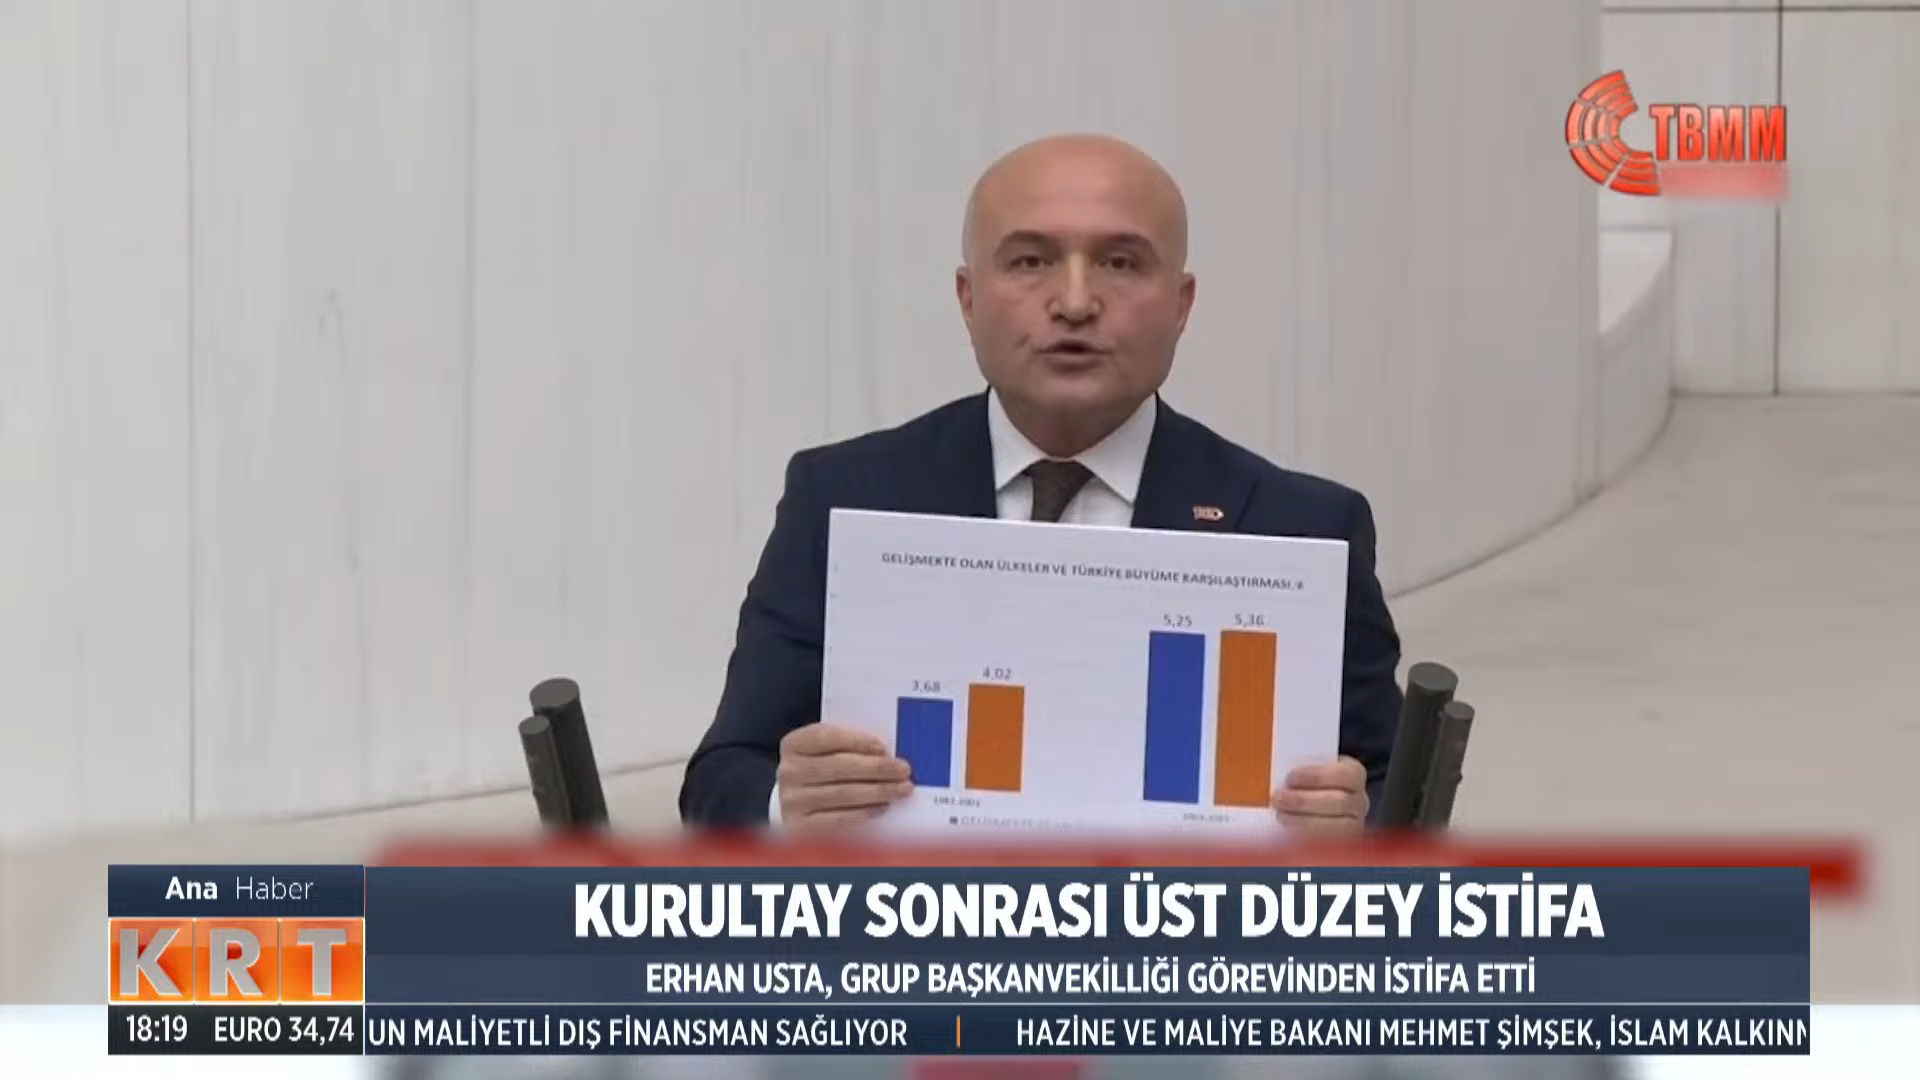 TBMM
GELİŞMEKTE OLAN ÜLKELER VE TÜRKİYE BÜYÜME KARŞILAŞTIRMASI, %
5,25 5,36
3,68 4,02
Ana Haber
KRT
KURULTAY SONRASI ÜST DÜZEY İSTİFA
ERHAN USTA, GRUP BAŞKANVEKİLLİĞİ GÖREVİNDEN İSTİFA ETTİ
18:19 EURO 34,74 UN MALİYETLİ DIŞ FİNANSMAN SAĞLIYOR | HAZİNE VE MALİYE BAKANI MEHMET ŞİMŞEK, İSLAM KALKINM